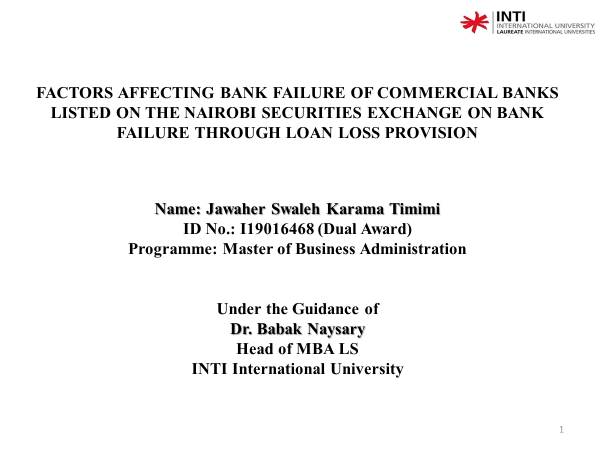 INTI
INTERNATIONAL UNIVERSITY
LAUREATE INTERNATIONAL UNIVERSITIES
FACTORS AFFECTING BANK FAILURE OF COMMERCIAL BANKS
LISTED ON THE NAIROBI SECURITIES EXCHANGE ON BANK
FAILURE THROUGH LOAN LOSS PROVISION
Name: Jawaher Swaleh Karama Timimi
ID No.: I19016468 (Dual Award)
Programme: Master of Business Administration
Under the Guidance of
Dr. Babak Naysary
Head of MBA LS
INTI International University
1